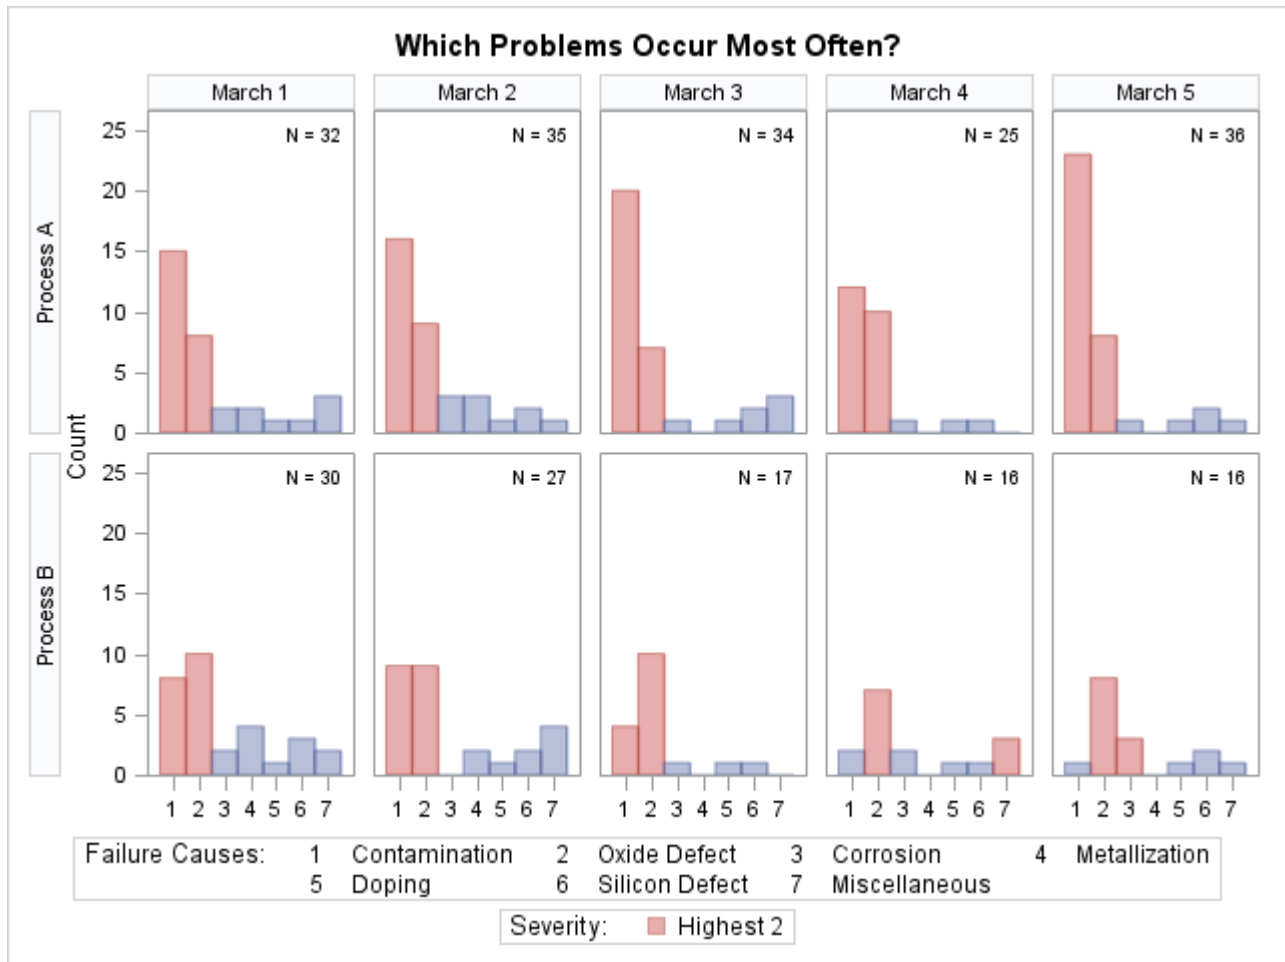 Which Problems Occur Most Often?
March 1 March 2 March 3 March 4 March 5
Process A
Count
25 N = 32 N = 35 N = 34 N = 25 N = 36
20
15
10
5
0
Process B
25 N = 30 N = 27 N = 17 N = 16 N = 16
20
15
10
5
0
1 2 3 4 5 6 7 1 2 3 4 5 6 7 1 2 3 4 5 6 7 1 2 3 4 5 6 7 1 2 3 4 5 6 7
Failure Causes: 1 Contamination 2 Oxide Defect 3 Corrosion 4 Metallization
5 Doping 6 Silicon Defect 7 Miscellaneous
Severity: Highest 2